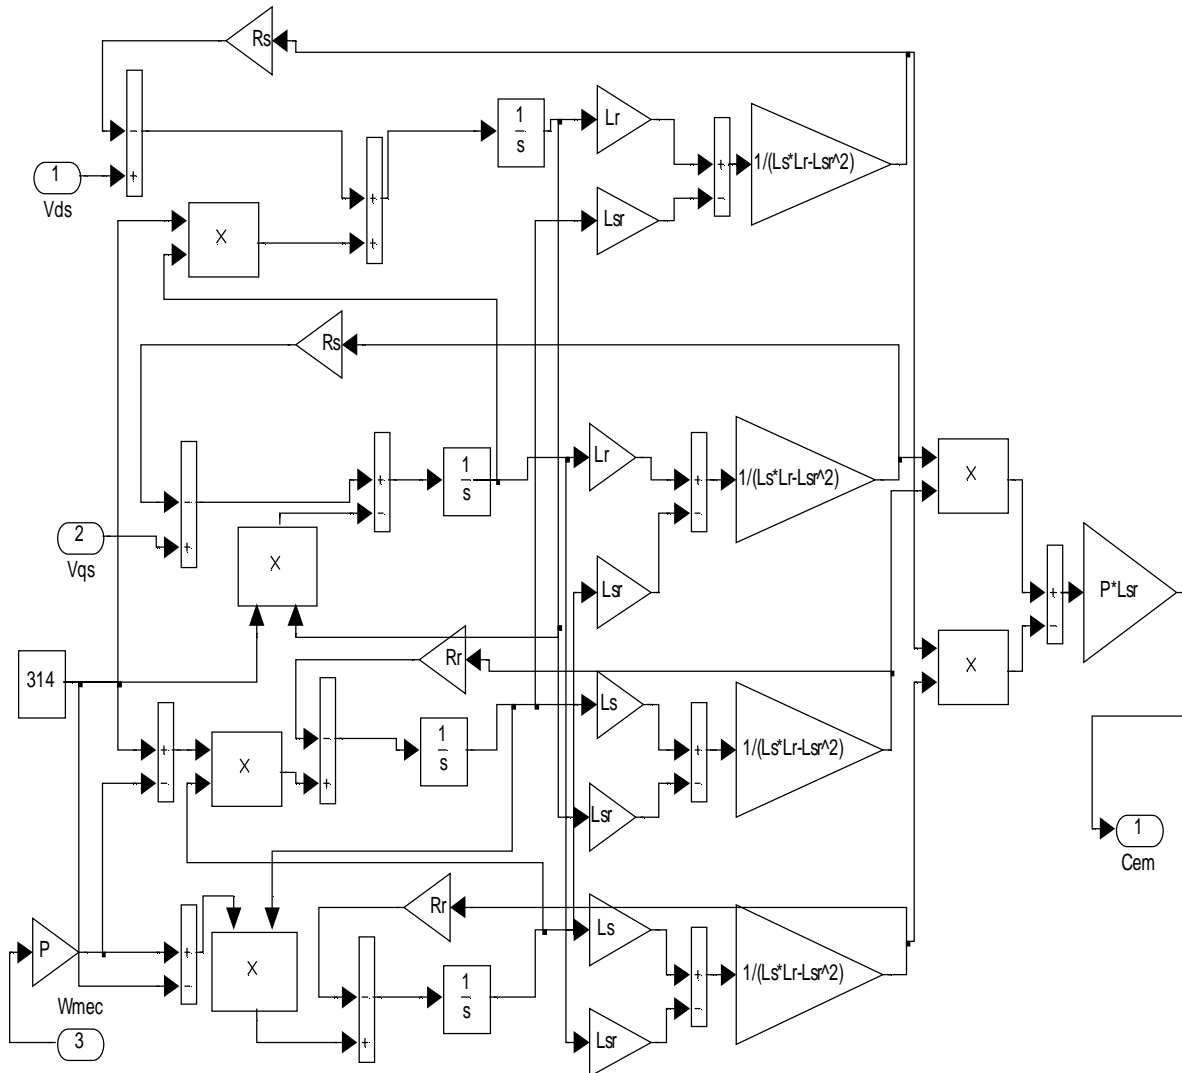 Rs
-
+
1
Vds
X
+
+
1
s
Lr
Lsr
+
-
1/(Ls*Lr-Lsr^2)
Rs
-
+
2
Vqs
X
+
-
1
s
Lr
Lsr
+
-
1/(Ls*Lr-Lsr^2)
X
X
+
-
P*Lsr
314
Rr
+
-
X
-
+
1
s
Ls
Lsr
+
-
1/(Ls*Lr-Lsr^2)
1
Cem
P
Wmec
3
+
-
X
Rr
-
+
1
s
Ls
Lsr
+
-
1/(Ls*Lr-Lsr^2)